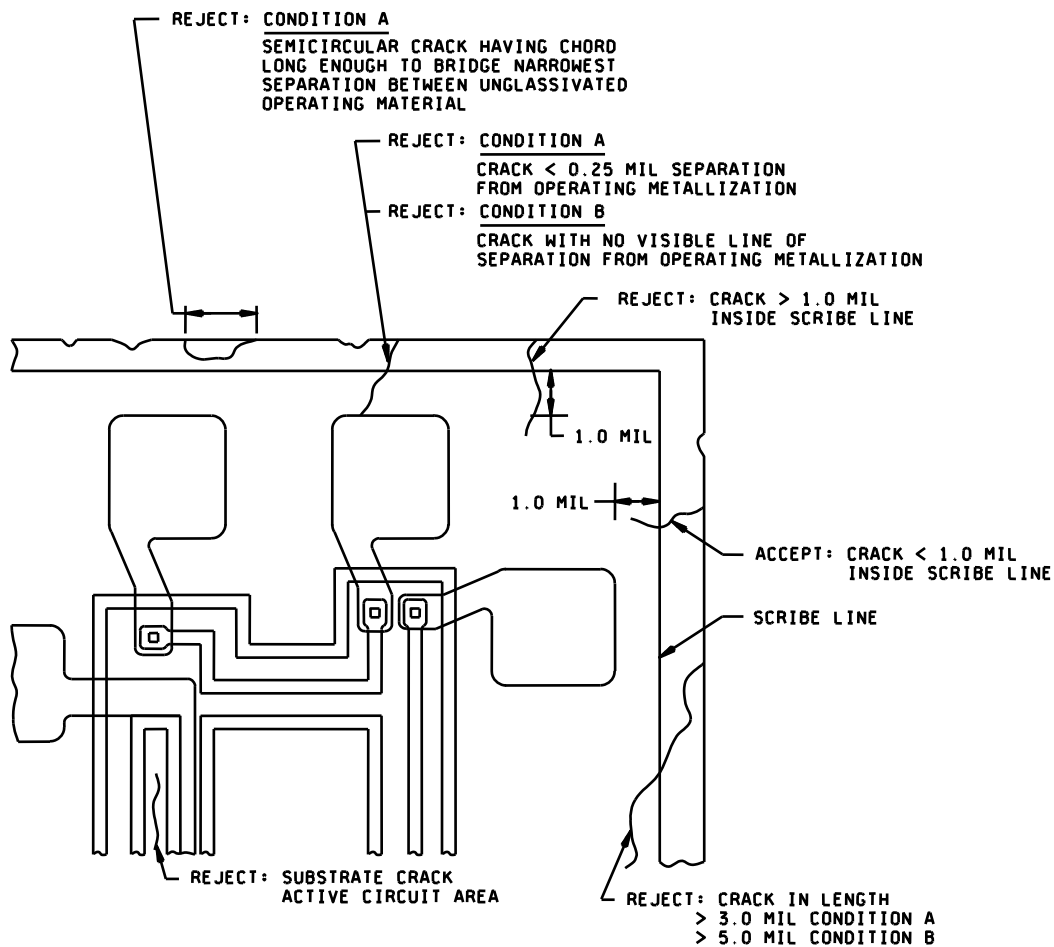 REJECT: CONDITION A
SEMICIRCULAR CRACK HAVING CHORD
LONG ENOUGH TO BRIDGE NARROWEST
SEPARATION BETWEEN UNGLASSIVATED
OPERATING MATERIAL
REJECT: CONDITION A
CRACK < 0.25 MIL SEPARATION
FROM OPERATING METALLIZATION
REJECT: CONDITION B
CRACK WITH NO VISIBLE LINE OF
SEPARATION FROM OPERATING METALLIZATION
REJECT: CRACK > 1.0 MIL
INSIDE SCRIBE LINE
1.0 MIL
1.0 MIL
ACCEPT: CRACK < 1.0 MIL
INSIDE SCRIBE LINE
SCRIBE LINE
REJECT: SUBSTRATE CRACK
ACTIVE CIRCUIT AREA
REJECT: CRACK IN LENGTH
> 3.0 MIL CONDITION A
> 5.0 MIL CONDITION B